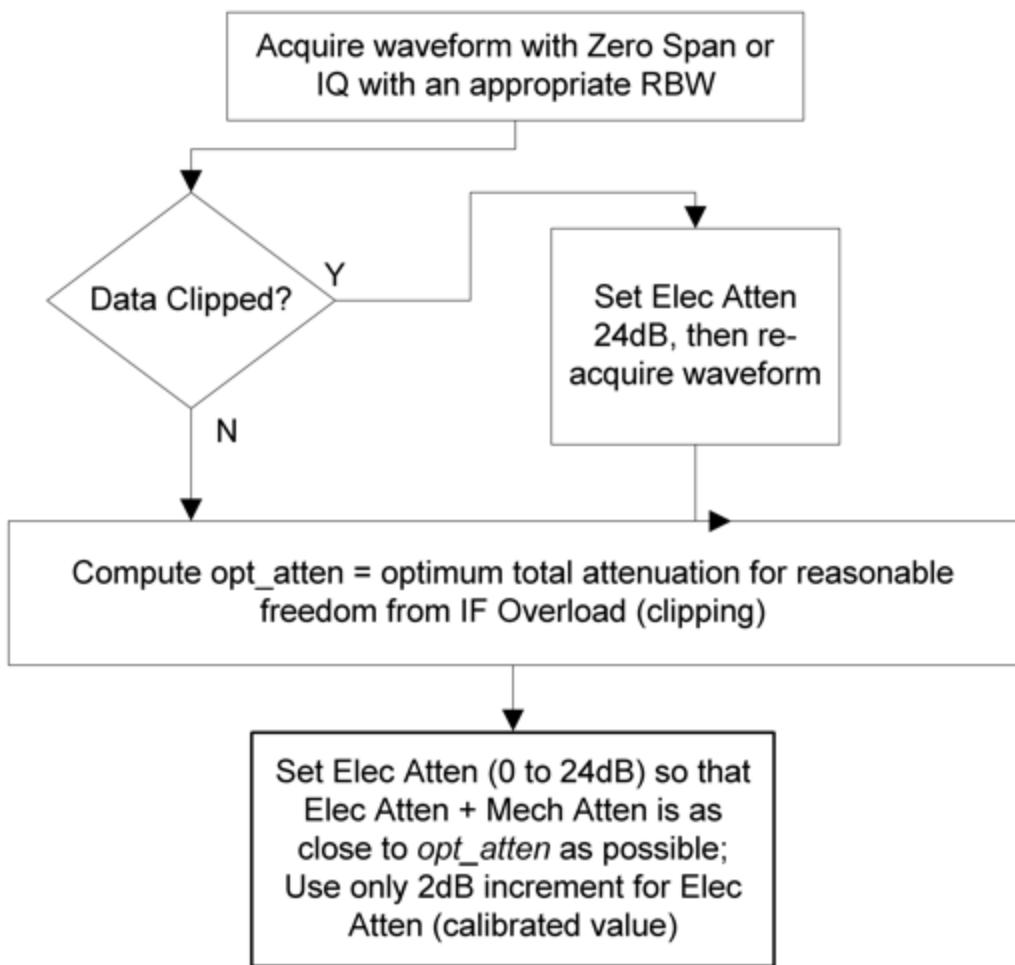 Acquire waveform with Zero Span or
IQ with an appropriate RBW
Data Clipped?
Y
N
Set Elec Atten
24dB, then re-
acquire waveform
Compute opt_atten = optimum total attenuation for reasonable
freedom from IF Overload (clipping)
Set Elec Atten (0 to 24dB) so that
Elec Atten + Mech Atten is as
close to opt_atten as possible;
Use only 2dB increment for Elec
Atten (calibrated value)